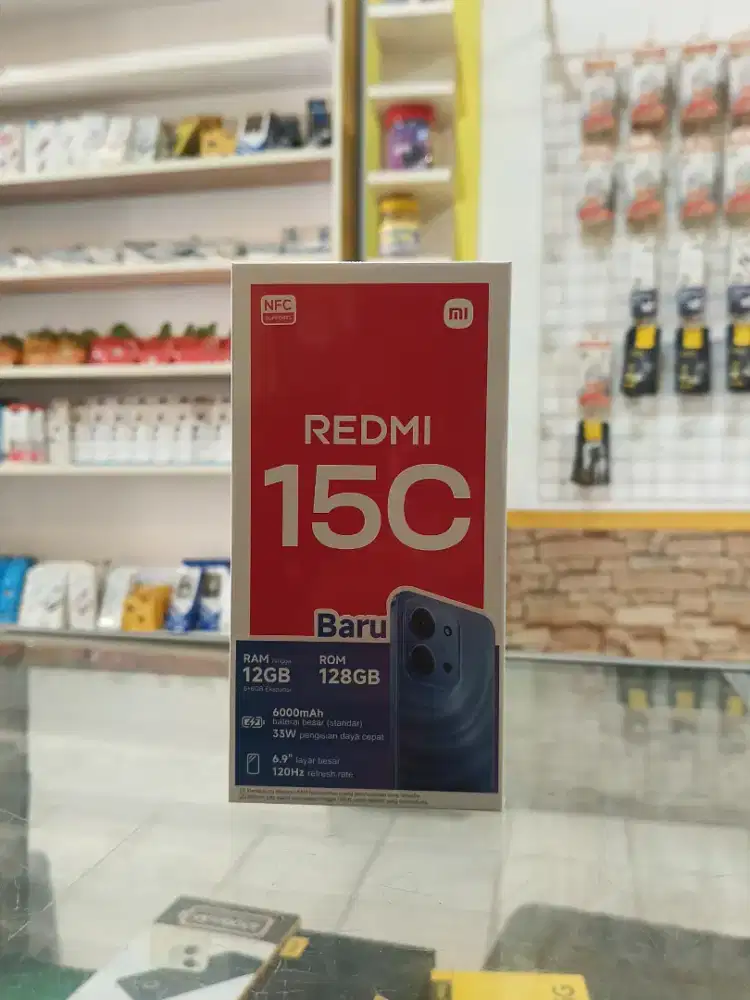 NFC
SUPPORTS
mi
REDMI
15C
Baru
RAM
12GB
ROM
128GB
6000mAh
baterai besar (standar)
33W pengisian daya cepat
6.9" layar besar
120Hz refresh rate